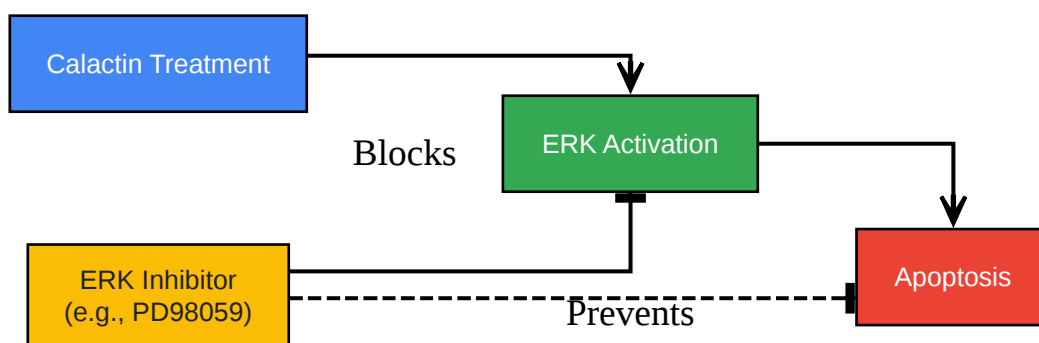 Calactin Treatment
ERK Activation
Blocks
ERK Inhibitor
(e.g., PD98059)
Apoptosis
Prevents